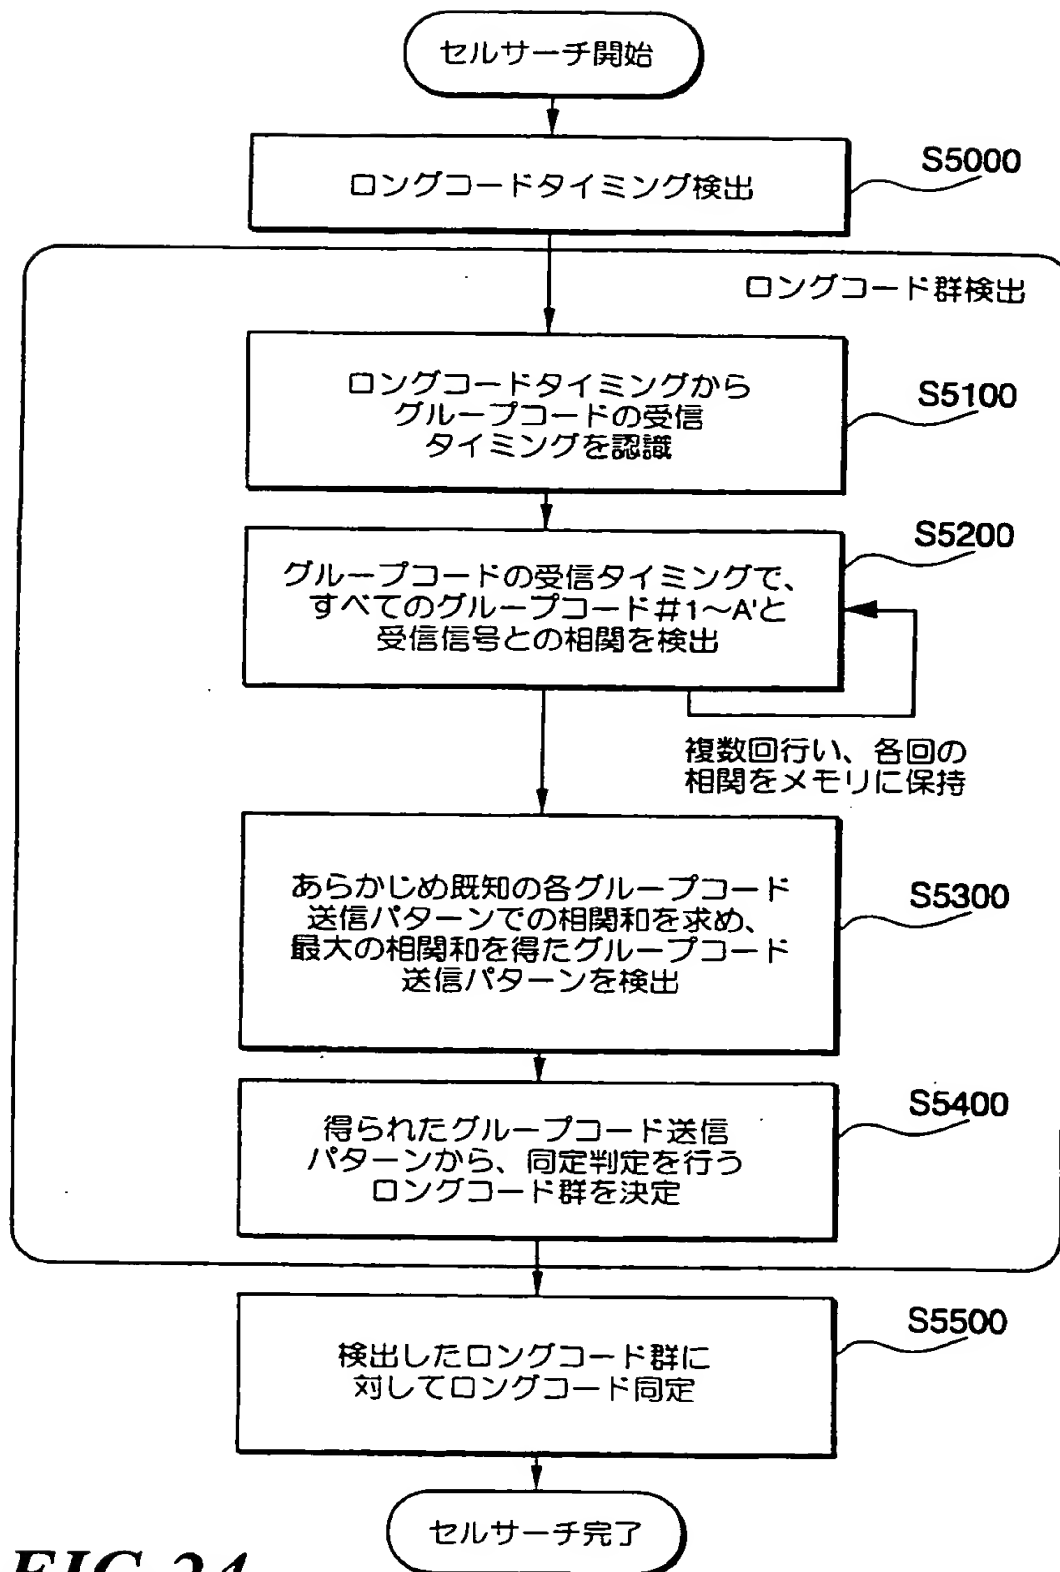 セルサーチ開始
ロングコードタイミング検出
S5000
ロングコード群検出
ロングコードタイミングから
グループコードの受信
タイミングを認識
S5100
グループコードの受信タイミングで、
すべてのグループコード#1~A'と
受信信号との相関を検出
S5200
複数回行い、各回の
相関をメモリに保持
あらかじめ既知の各グループコード
送信パターンでの相関和を求め、
最大の相関和を得たグループコード
送信パターンを検出
S5300
得られたグループコード送信
パターンから、同定判定を行う
ロングコード群を決定
S5400
検出したロングコード群に
対してロングコード同定
S5500
セルサーチ完了
FIG.24